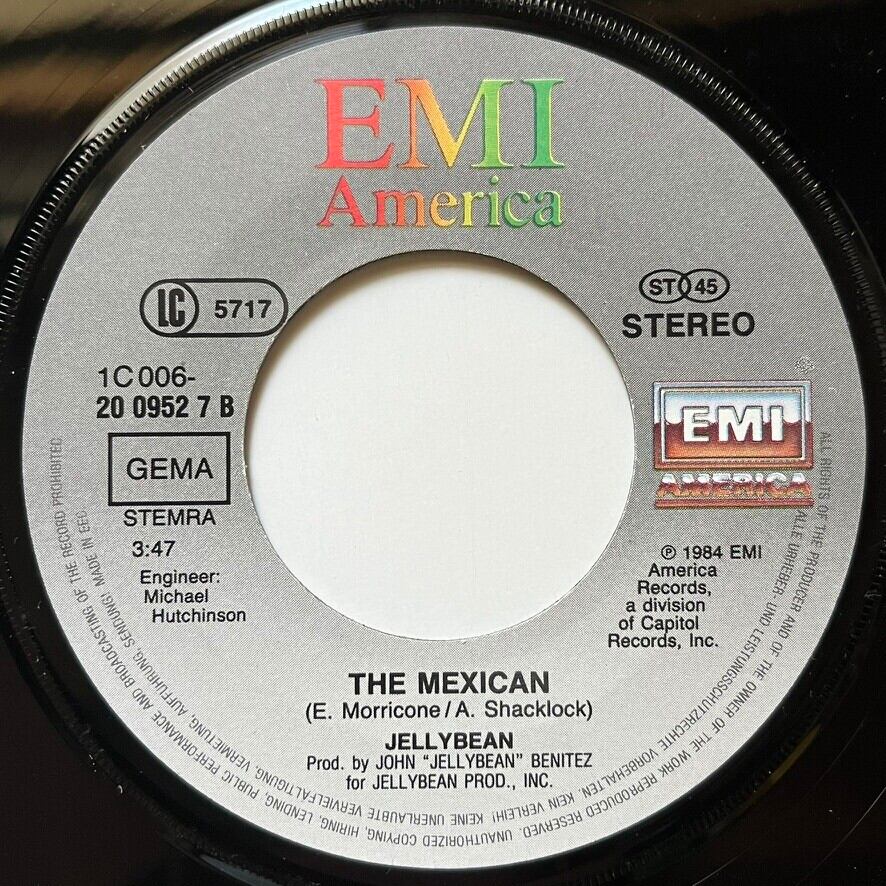 EMI
America
LC 5717
ST 45
STEREO
1C 006-
20 0952 7 B
GEMA
STEMRA
3:47
Engineer:
Michael
Hutchinson
EMI
AMERICA
℗ 1984 EMI
America
Records,
a division
of Capitol
Records, Inc.
THE MEXICAN
(E. Morricone/A. Shacklock)
JELLYBEAN
Prod. by JOHN "JELLYBEAN" BENITEZ
for JELLYBEAN PROD., INC.
ALL RIGHTS OF THE PRODUCER AND OF THE OWNER OF THE WORK REPRODUCED RESERVED. UNAUTHORIZED COPYING, HIRING, LENDING, PUBLIC PERFORMANCE AND BROADCASTING OF THE RECORD PROHIBITED
ALLE URHEBER- UND LEISTUNGSSCHUTZRECHTE VORBEHALTEN. KEIN VERLEIH! KEINE UNERLAUBTE VERVIELFÄLTIGUNG, VERMIETUNG, AUFFÜHRUNG, SENDUNG! MADE IN EEC